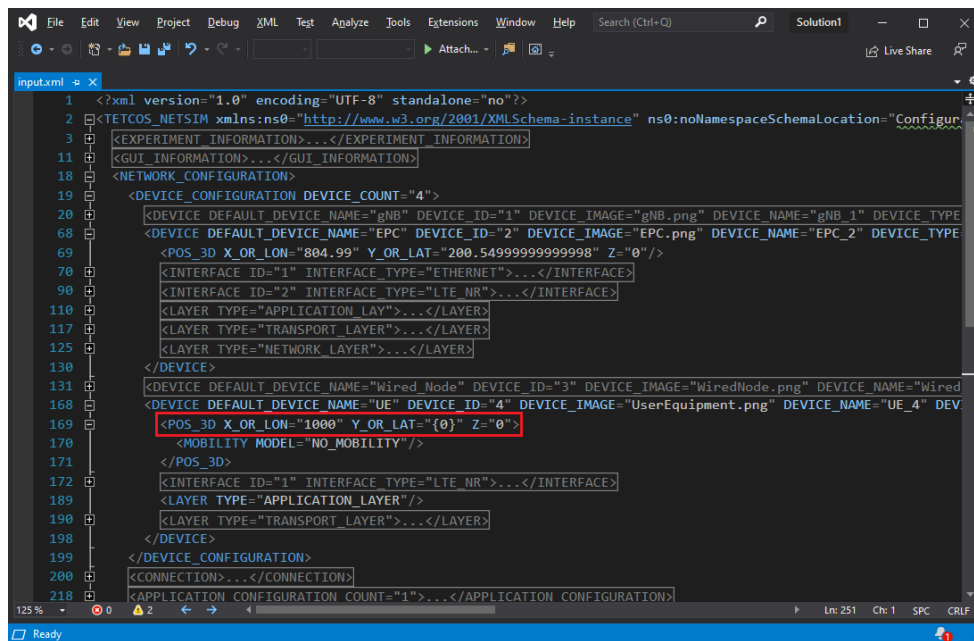 File Edit View Project Debug XML Test Analyze Tools Extensions Window Help Search (Ctrl+Q) Solution1
Attach... Live Share
input.xml
1 <?xml version="1.0" encoding="UTF-8" standalone="no"?>
2 <TETCOS_NETSIM xmlns:ns0="http://www.w3.org/2001/XMLSchema-instance" ns0:noNamespaceSchemaLocation="Configur
3 <EXPERIMENT_INFORMATION>...</EXPERIMENT_INFORMATION>
11 <GUI_INFORMATION>...</GUI_INFORMATION>
18 <NETWORK_CONFIGURATION>
19 <DEVICE_CONFIGURATION DEVICE_COUNT="4">
20 <DEVICE DEFAULT_DEVICE_NAME="gNB" DEVICE_ID="1" DEVICE_IMAGE="gNB.png" DEVICE_NAME="gNB_1" DEVICE_TYPE
68 <DEVICE DEFAULT_DEVICE_NAME="EPC" DEVICE_ID="2" DEVICE_IMAGE="EPC.png" DEVICE_NAME="EPC_2" DEVICE_TYPE
69 <POS_3D X_OR_LON="804.99" Y_OR_LAT="200.54999999999998" Z="0"/>
70 <INTERFACE ID="1" INTERFACE_TYPE="ETHERNET">...</INTERFACE>
90 <INTERFACE ID="2" INTERFACE_TYPE="LTE_NR">...</INTERFACE>
110 <LAYER TYPE="APPLICATION_LAY">...</LAYER>
117 <LAYER TYPE="TRANSPORT_LAYER">...</LAYER>
125 <LAYER TYPE="NETWORK_LAYER">...</LAYER>
130 </DEVICE>
131 <DEVICE DEFAULT_DEVICE_NAME="Wired_Node" DEVICE_ID="3" DEVICE_IMAGE="WiredNode.png" DEVICE_NAME="Wired
168 <DEVICE DEFAULT_DEVICE_NAME="UE" DEVICE_ID="4" DEVICE_IMAGE="UserEquipment.png" DEVICE_NAME="UE_4" DEV
169 <POS_3D X_OR_LON="1000" Y_OR_LAT="{0}" Z="0">
170 <MOBILITY MODEL="NO_MOBILITY"/>
171 </POS_3D>
172 <INTERFACE ID="1" INTERFACE_TYPE="LTE_NR">...</INTERFACE>
189 <LAYER TYPE="APPLICATION_LAYER"/>
190 <LAYER TYPE="TRANSPORT_LAYER">...</LAYER>
198 </DEVICE>
199 </DEVICE_CONFIGURATION>
200 <CONNECTION>...</CONNECTION>
218 <APPLICATION_CONFIGURATION COUNT="1">...</APPLICATION_CONFIGURATION>
125 % 0 2 Ln: 251 Ch: 1 SPC CRLF
Ready 1